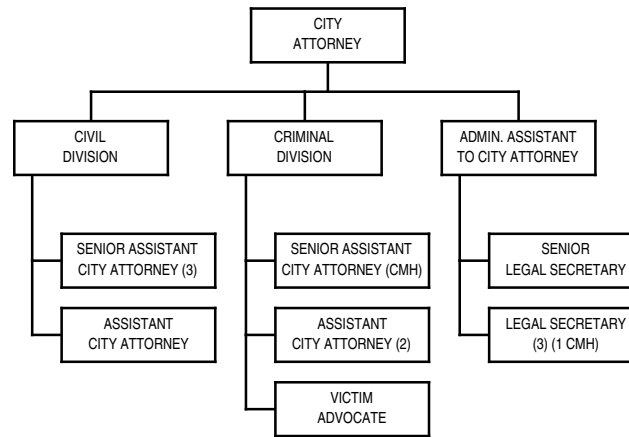 CITY
ATTORNEY
CIVIL
DIVISION
CRIMINAL
DIVISION
ADMIN. ASSISTANT
TO CITY ATTORNEY
SENIOR ASSISTANT
CITY ATTORNEY (3)
SENIOR ASSISTANT
CITY ATTORNEY (CMH)
SENIOR
LEGAL SECRETARY
ASSISTANT
CITY ATTORNEY
ASSISTANT
CITY ATTORNEY (2)
LEGAL SECRETARY
(3) (1 CMH)
VICTIM
ADVOCATE